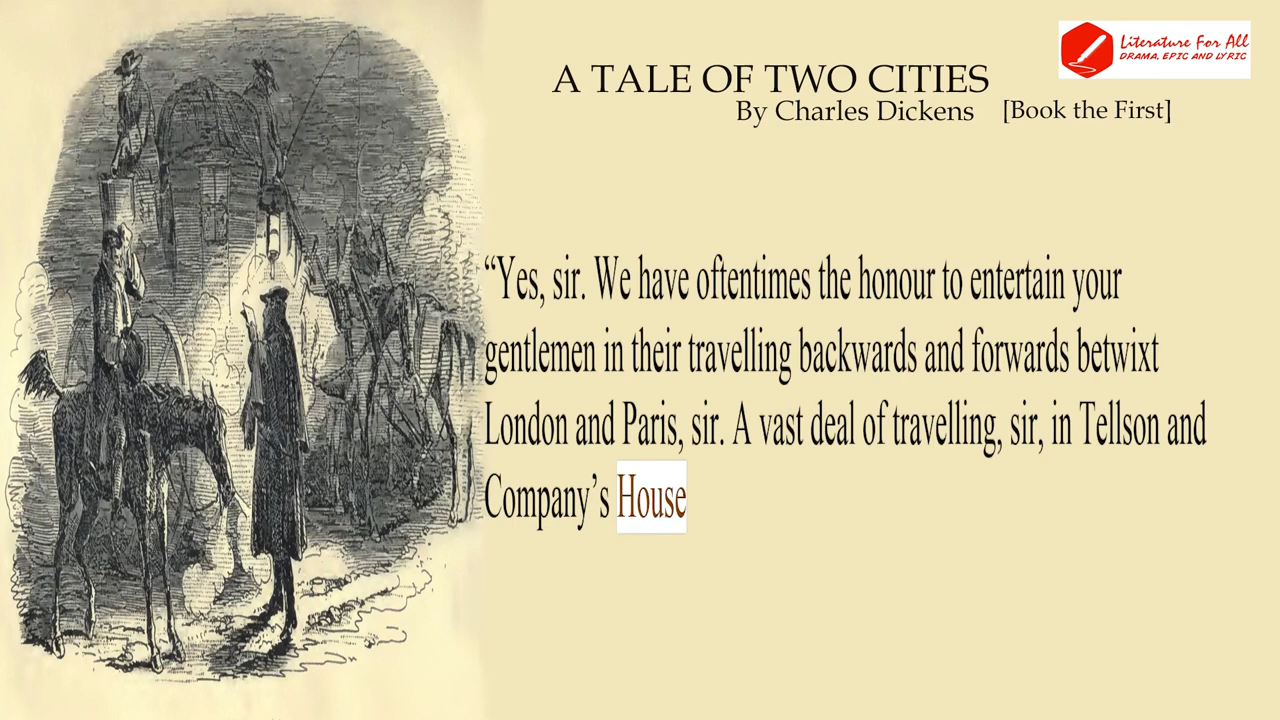 Literature For All
DRAMA, EPIC AND LYRIC
A TALE OF TWO CITIES
By Charles Dickens [Book the First]
“Yes, sir. We have oftentimes the honour to entertain your
gentlemen in their travelling backwards and forwards betwixt
London and Paris, sir. A vast deal of travelling, sir, in Tellson and
Company’s House